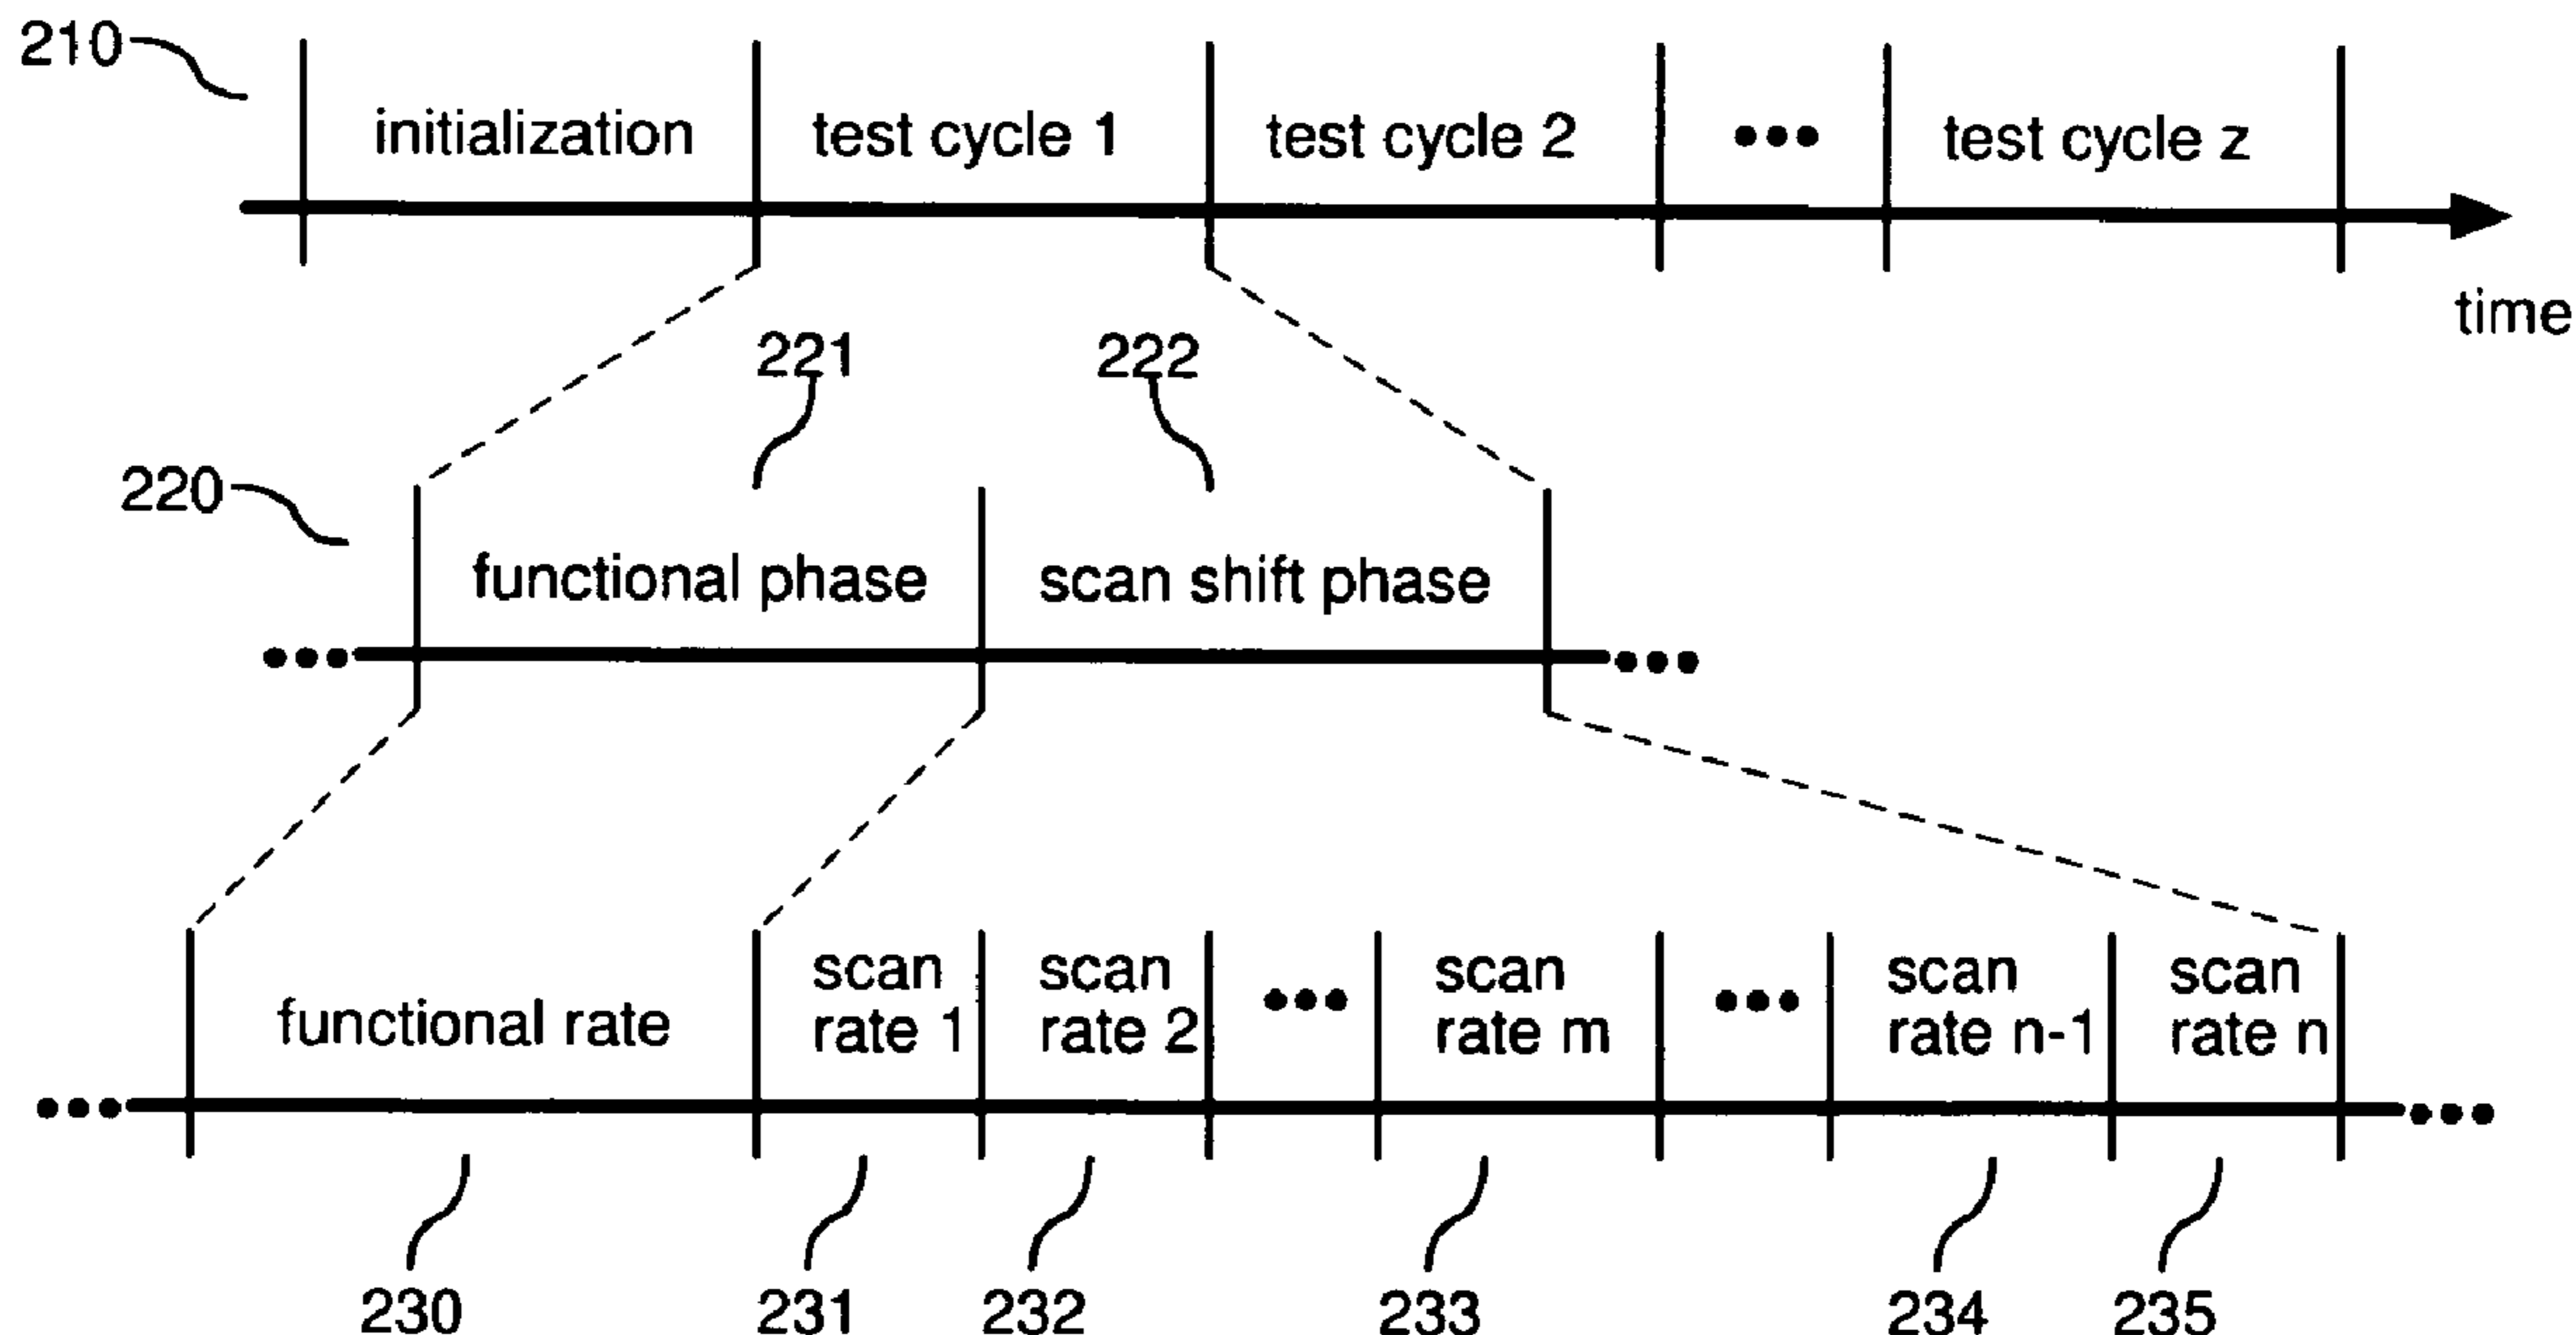 210
initialization test cycle 1 test cycle 2 ••• test cycle z
time
221 222
220
functional phase scan shift phase
••• •••
scan scan scan scan scan
functional rate rate 1 rate 2 ••• rate m ••• rate n-1 rate n
••• •••
230 231 232 233 234 235